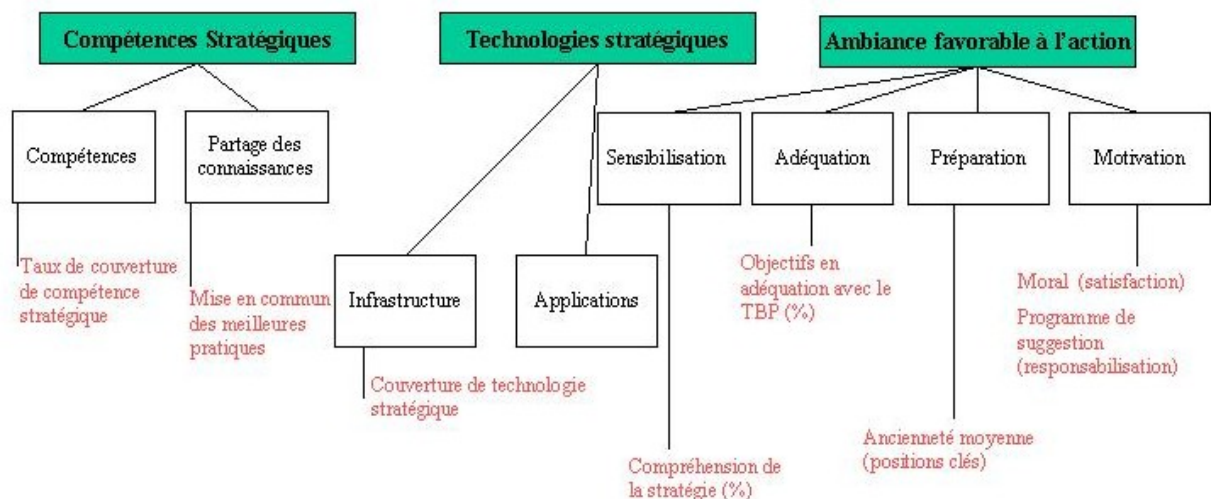 Compétences Stratégiques
Technologies stratégiques
Ambiance favorable à l'action
Compétences
Partage des
connaissances
Sensibilisation
Adéquation
Préparation
Motivation
Infrastructure
Applications
Taux de couverture
de compétence
stratégique
Mise en commun
des meilleures
pratiques
Couverture de technologie
stratégique
Compréhension de
la stratégie (%)
Objectifs en
adéquation avec le
TBP (%)
Ancienneté moyenne
(positions clés)
Moral (satisfaction)
Programme de
suggestion
(responsabilisation)